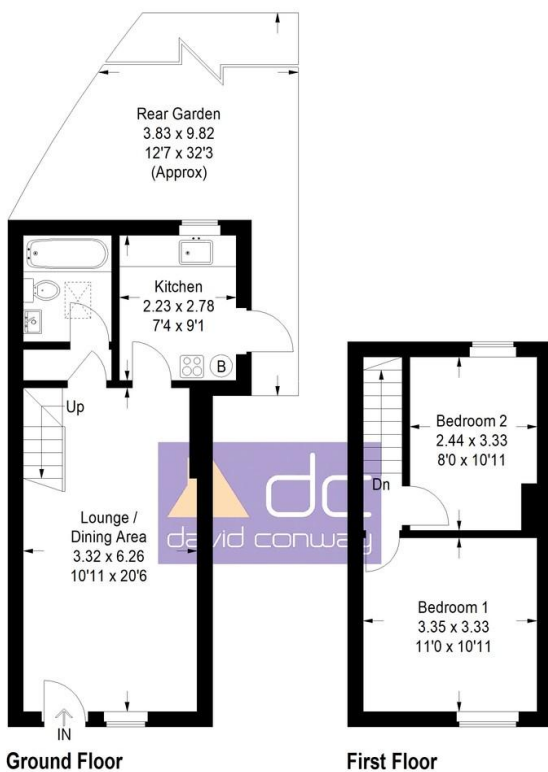 Rear Garden
3.83 x 9.82
12'7 x 32'3
(Approx)
Kitchen
2.23 x 2.78
7'4 x 9'1
B
Up
Lounge /
Dining Area
3.32 x 6.26
10'11 x 20'6
IN
Ground Floor
dc
david conway
Bedroom 2
2.44 x 3.33
8'0 x 10'11
Dn
Bedroom 1
3.35 x 3.33
11'0 x 10'11
First Floor